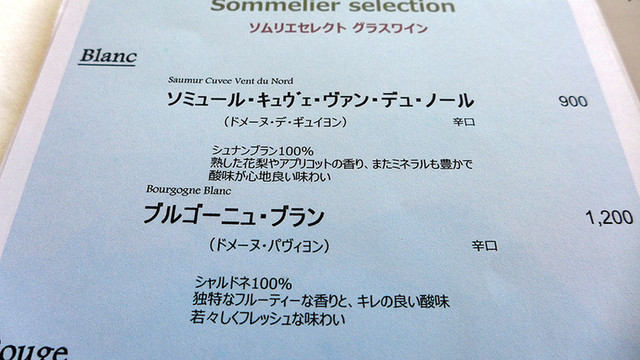 Sommelier selection
ソムリエセレクト グラスワイン
Blanc
Saumur Cuvee Vent du Nord
ソミュール・キュヴェ・ヴァン・デュ・ノール 900
(ドメーヌ・デ・ギュイヨン) 辛口
シュナンブラン100%
熟した花梨やアプリコットの香り、またミネラルも豊かで
酸味が心地良い味わい
Bourgogne Blanc
ブルゴーニュ・ブラン 1,200
(ドメーヌ・パヴィヨン) 辛口
シャルドネ100%
独特なフルーティーな香りと、キレの良い酸味
若々しくフレッシュな味わい